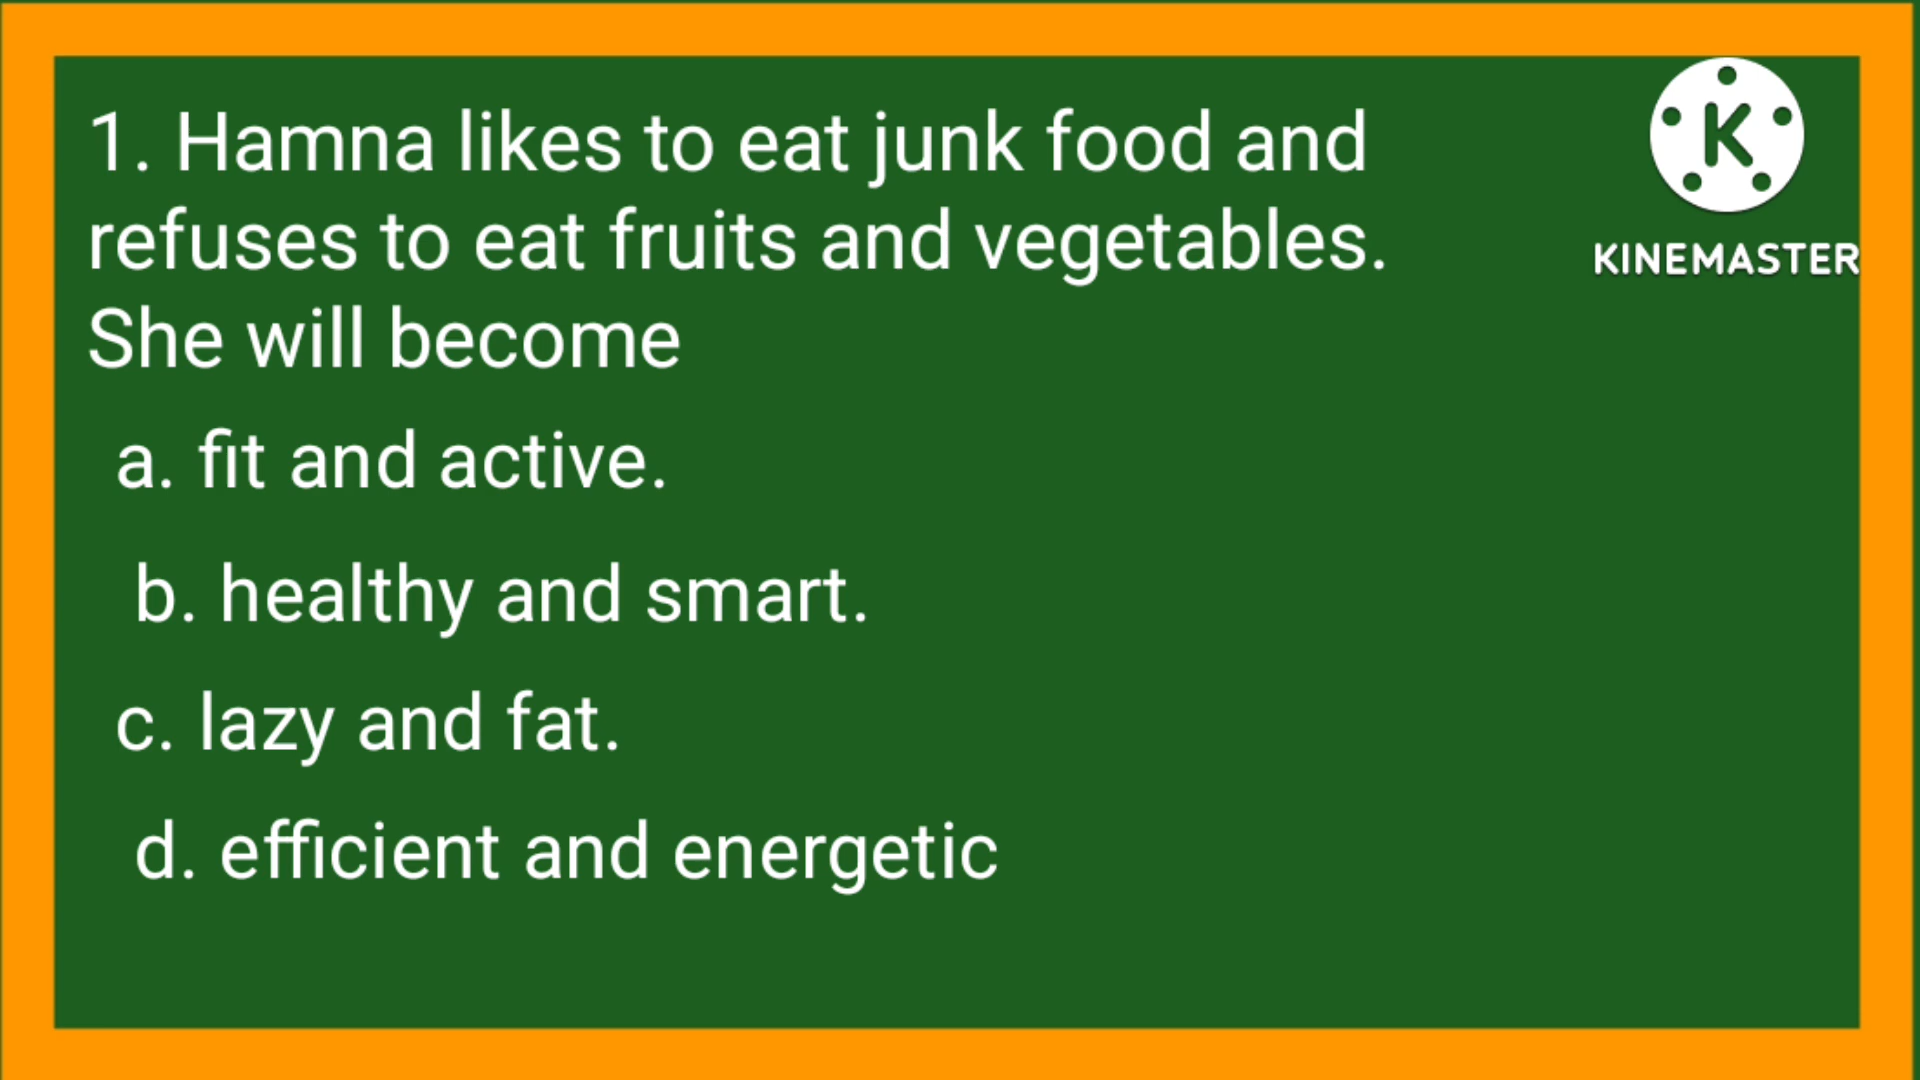 1. Hamna likes to eat junk food and
refuses to eat fruits and vegetables.
She will become
a. fit and active.
b. healthy and smart.
c. lazy and fat.
d. efficient and energetic
K
KINEMASTER